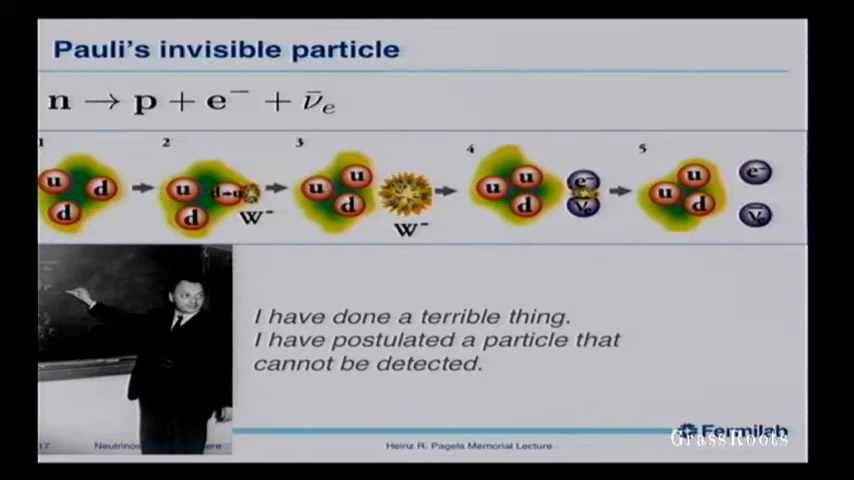 Pauli's invisible particle
n → p + e⁻ + ν̄ₑ
1 2 3 4 5
u d d
u d→u d W⁻
u u d W⁻
u u d e⁻ ν̄ₑ
u u d e⁻ ν̄ₑ
I have done a terrible thing.
I have postulated a particle that
cannot be detected.
Fermilab
GrassRoots
17 Neutrinos Heinz R. Pagels Memorial Lecture